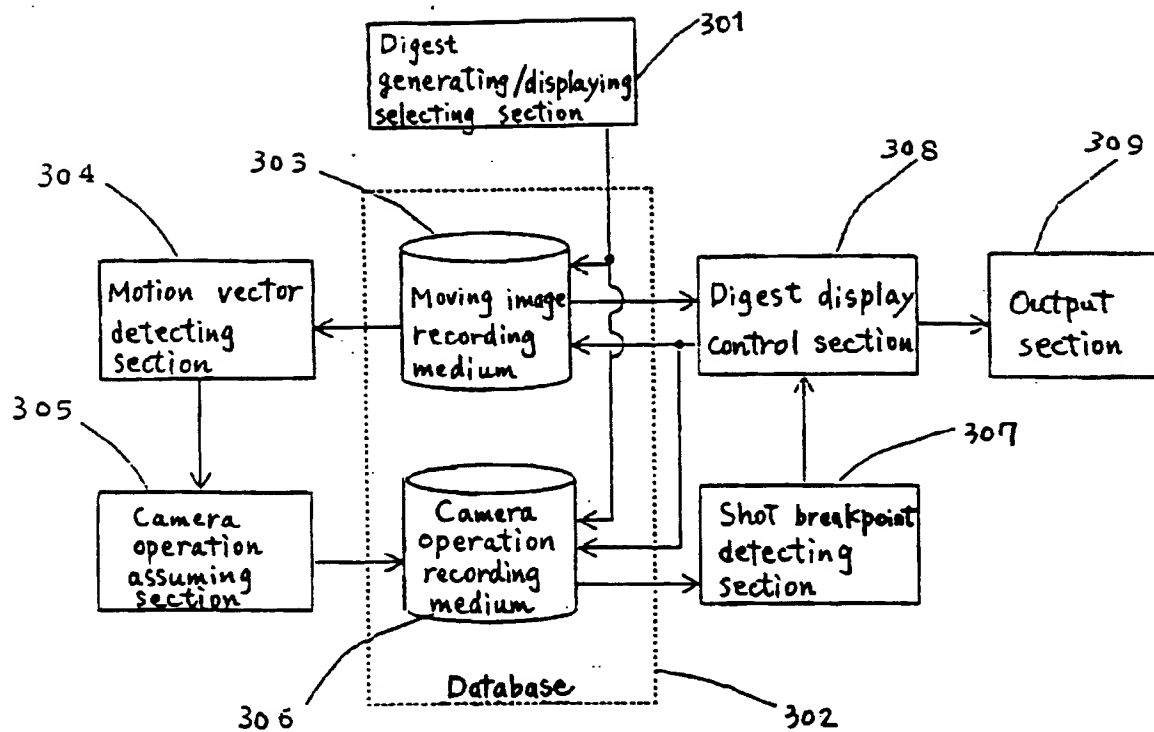 301
Digest
generating/displaying
selecting section
304
303
308
309
Motion vector
detecting
section
Moving image
recording
medium
Digest display
control section
Output
section
305
307
Camera
operation
assuming
section
Camera
operation
recording
medium
Shot breakpoint
detecting
section
Database
306
302